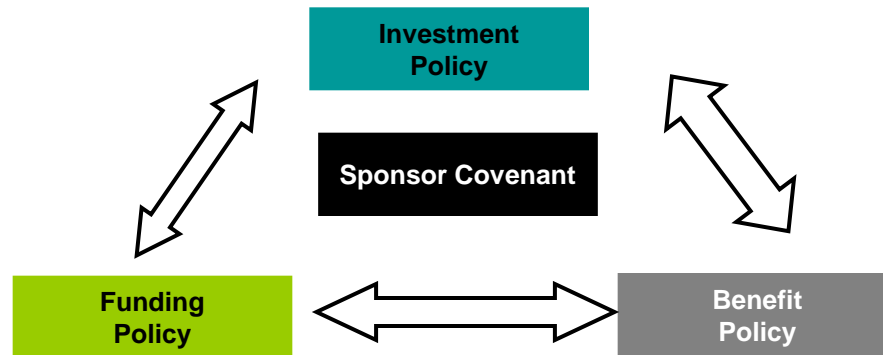 Investment
Policy
Sponsor Covenant
Funding
Policy
Benefit
Policy